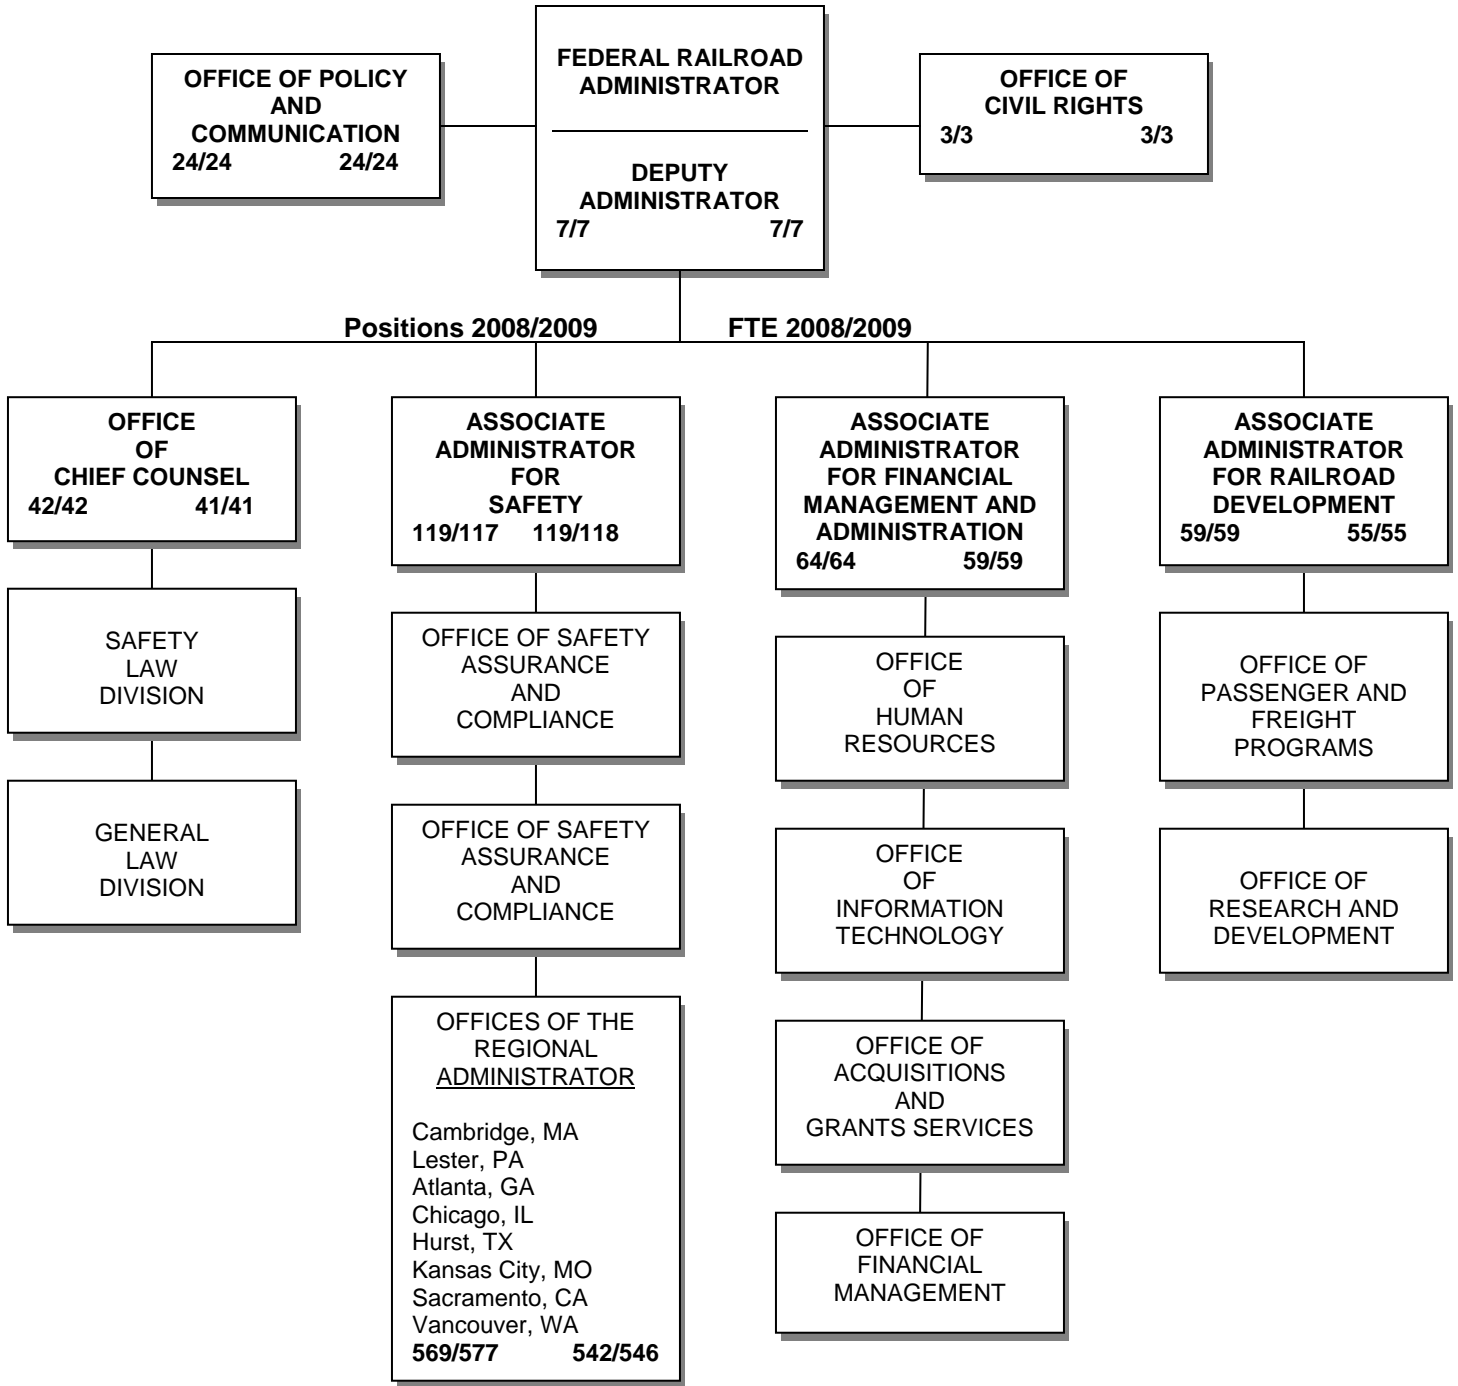 OFFICE OF POLICY
AND
COMMUNICATION
24/24 24/24
FEDERAL RAILROAD
ADMINISTRATOR
DEPUTY
ADMINISTRATOR
7/7 7/7
OFFICE OF
CIVIL RIGHTS
3/3 3/3
Positions 2008/2009 FTE 2008/2009
OFFICE
OF
CHIEF COUNSEL
42/42 41/41
SAFETY
LAW
DIVISION
GENERAL
LAW
DIVISION
ASSOCIATE
ADMINISTRATOR
FOR
SAFETY
119/117 119/118
OFFICE OF SAFETY
ASSURANCE
AND
COMPLIANCE
OFFICE OF SAFETY
ASSURANCE
AND
COMPLIANCE
OFFICES OF THE
REGIONAL
ADMINISTRATOR
Cambridge, MA
Lester, PA
Atlanta, GA
Chicago, IL
Hurst, TX
Kansas City, MO
Sacramento, CA
Vancouver, WA
569/577 542/546
ASSOCIATE
ADMINISTRATOR
FOR FINANCIAL
MANAGEMENT AND
ADMINISTRATION
64/64 59/59
OFFICE
OF
HUMAN
RESOURCES
OFFICE
OF
INFORMATION
TECHNOLOGY
OFFICE OF
ACQUISITIONS
AND
GRANTS SERVICES
OFFICE OF
FINANCIAL
MANAGEMENT
ASSOCIATE
ADMINISTRATOR
FOR RAILROAD
DEVELOPMENT
59/59 55/55
OFFICE OF
PASSENGER AND
FREIGHT
PROGRAMS
OFFICE OF
RESEARCH AND
DEVELOPMENT